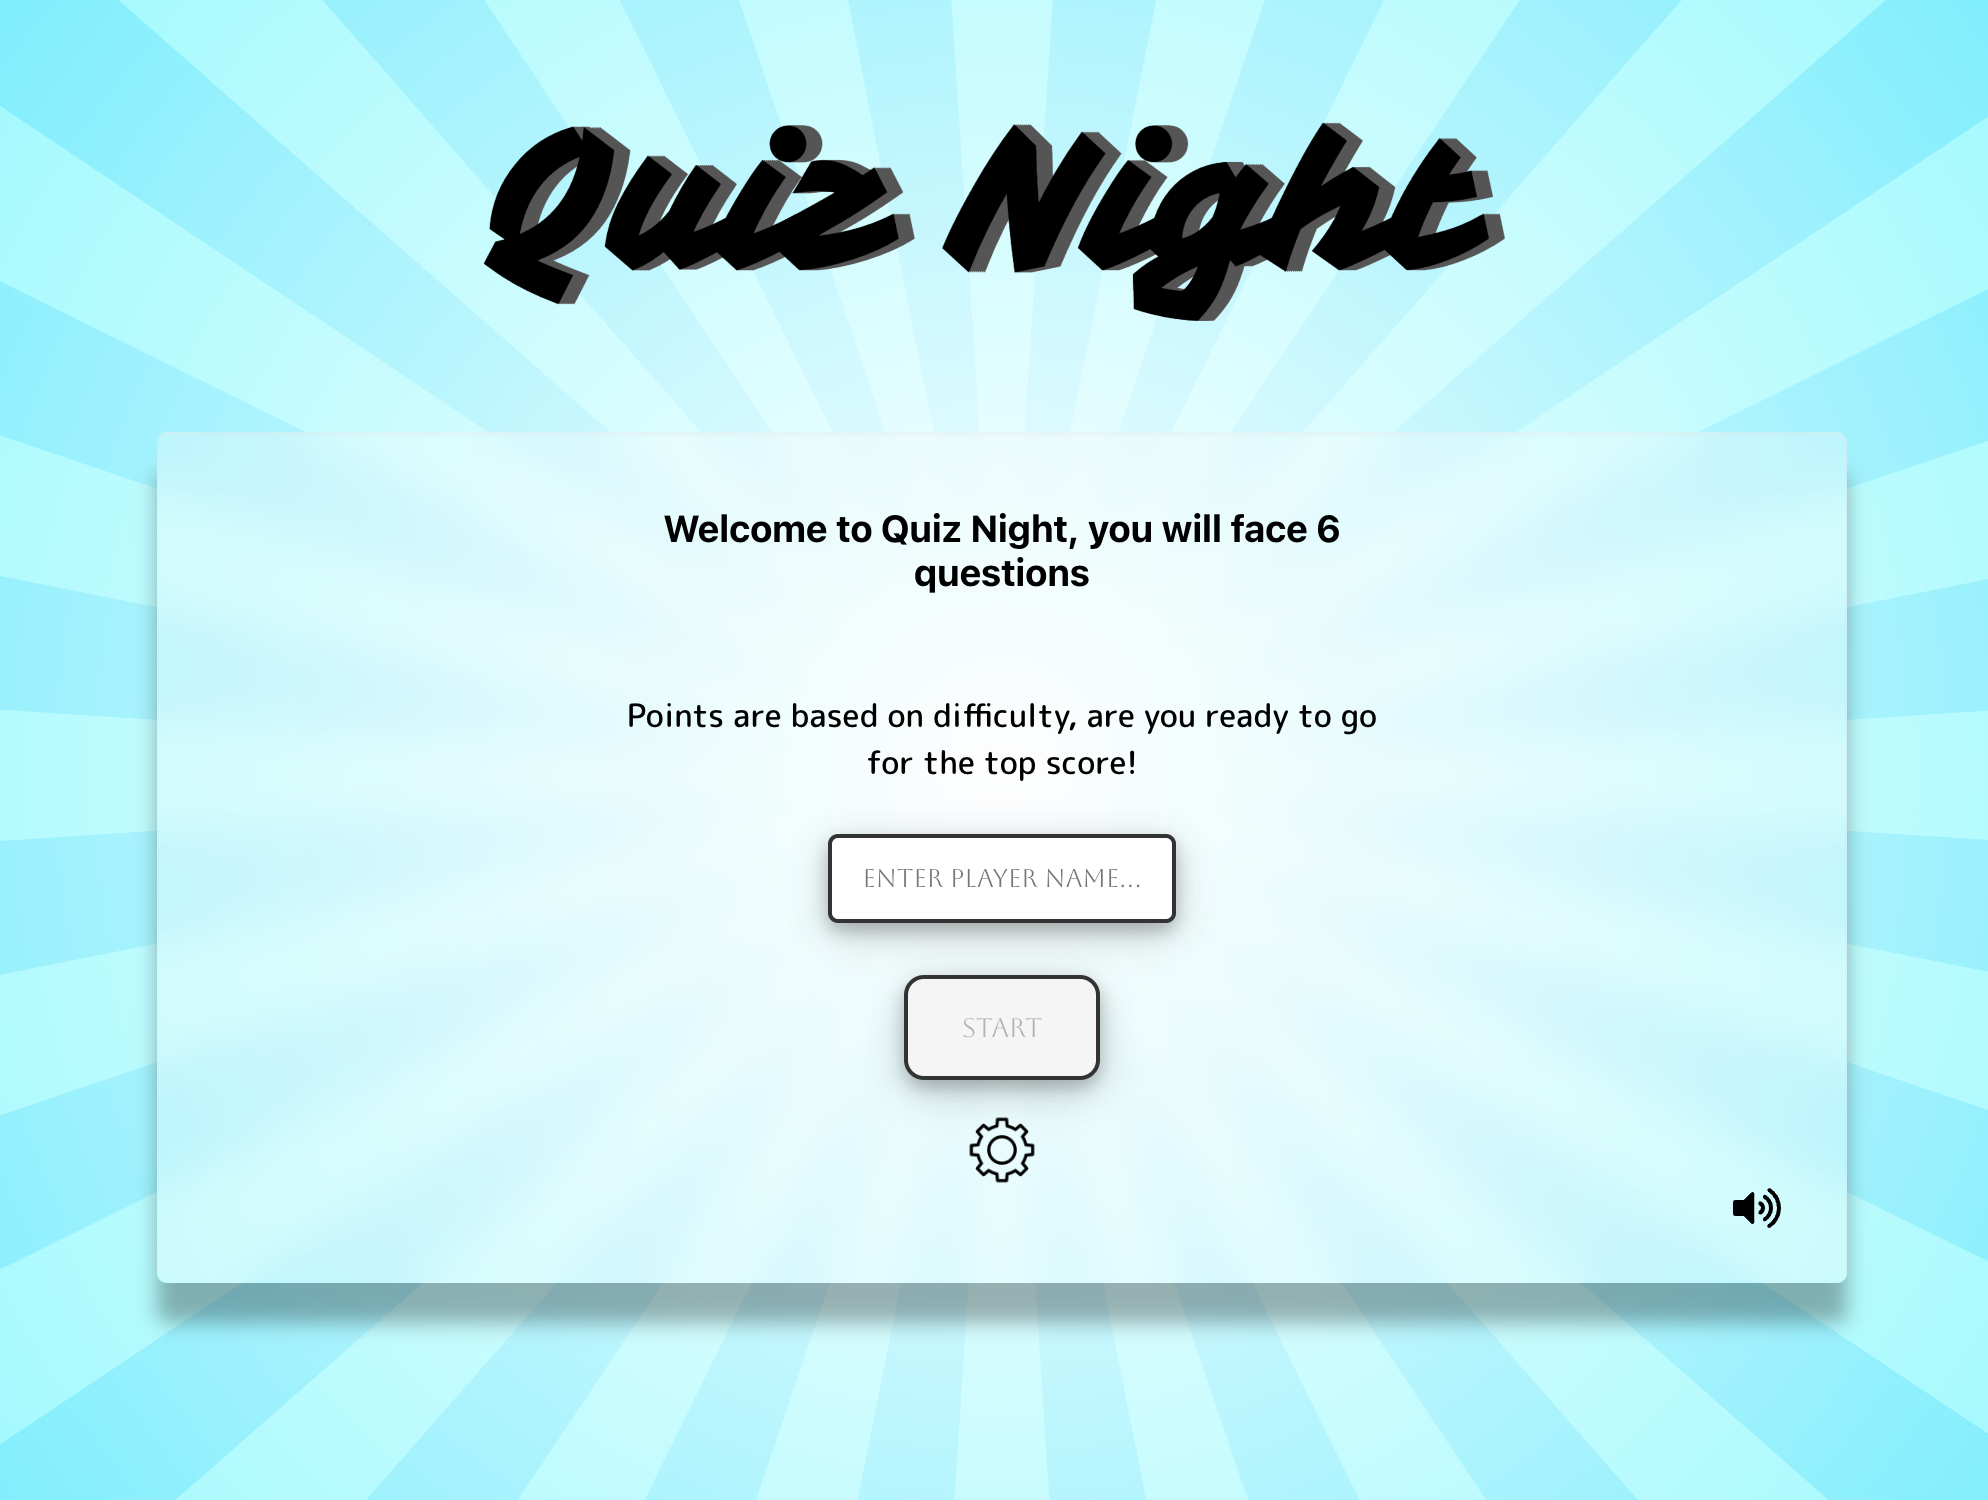 Quiz Night
Welcome to Quiz Night, you will face 6
questions
Points are based on difficulty, are you ready to go
for the top score!
ENTER PLAYER NAME...
START